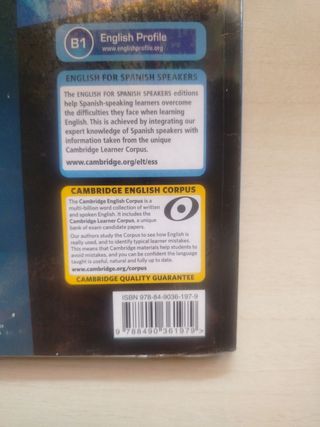 B1 English Profile
www.englishprofile.org
ENGLISH FOR SPANISH SPEAKERS
The ENGLISH FOR SPANISH SPEAKERS editions
help Spanish-speaking learners overcome
the difficulties they face when learning
English. This is achieved by integrating our
expert knowledge of Spanish speakers with
information taken from the unique
Cambridge Learner Corpus.
www.cambridge.org/elt/ess
CAMBRIDGE ENGLISH CORPUS
The Cambridge English Corpus is a
multi-billion word collection of written
and spoken English. It includes the
Cambridge Learner Corpus, a unique
bank of exam candidate papers.
Our authors study the Corpus to see how English is
really used, and to identify typical learner mistakes.
This means that Cambridge materials help students to
avoid mistakes, and you can be confident the language
taught is useful, natural and fully up to date.
www.cambridge.org/corpus
CAMBRIDGE QUALITY GUARANTEE
ISBN 978-84-9036-197-9
9 788490 361979 >